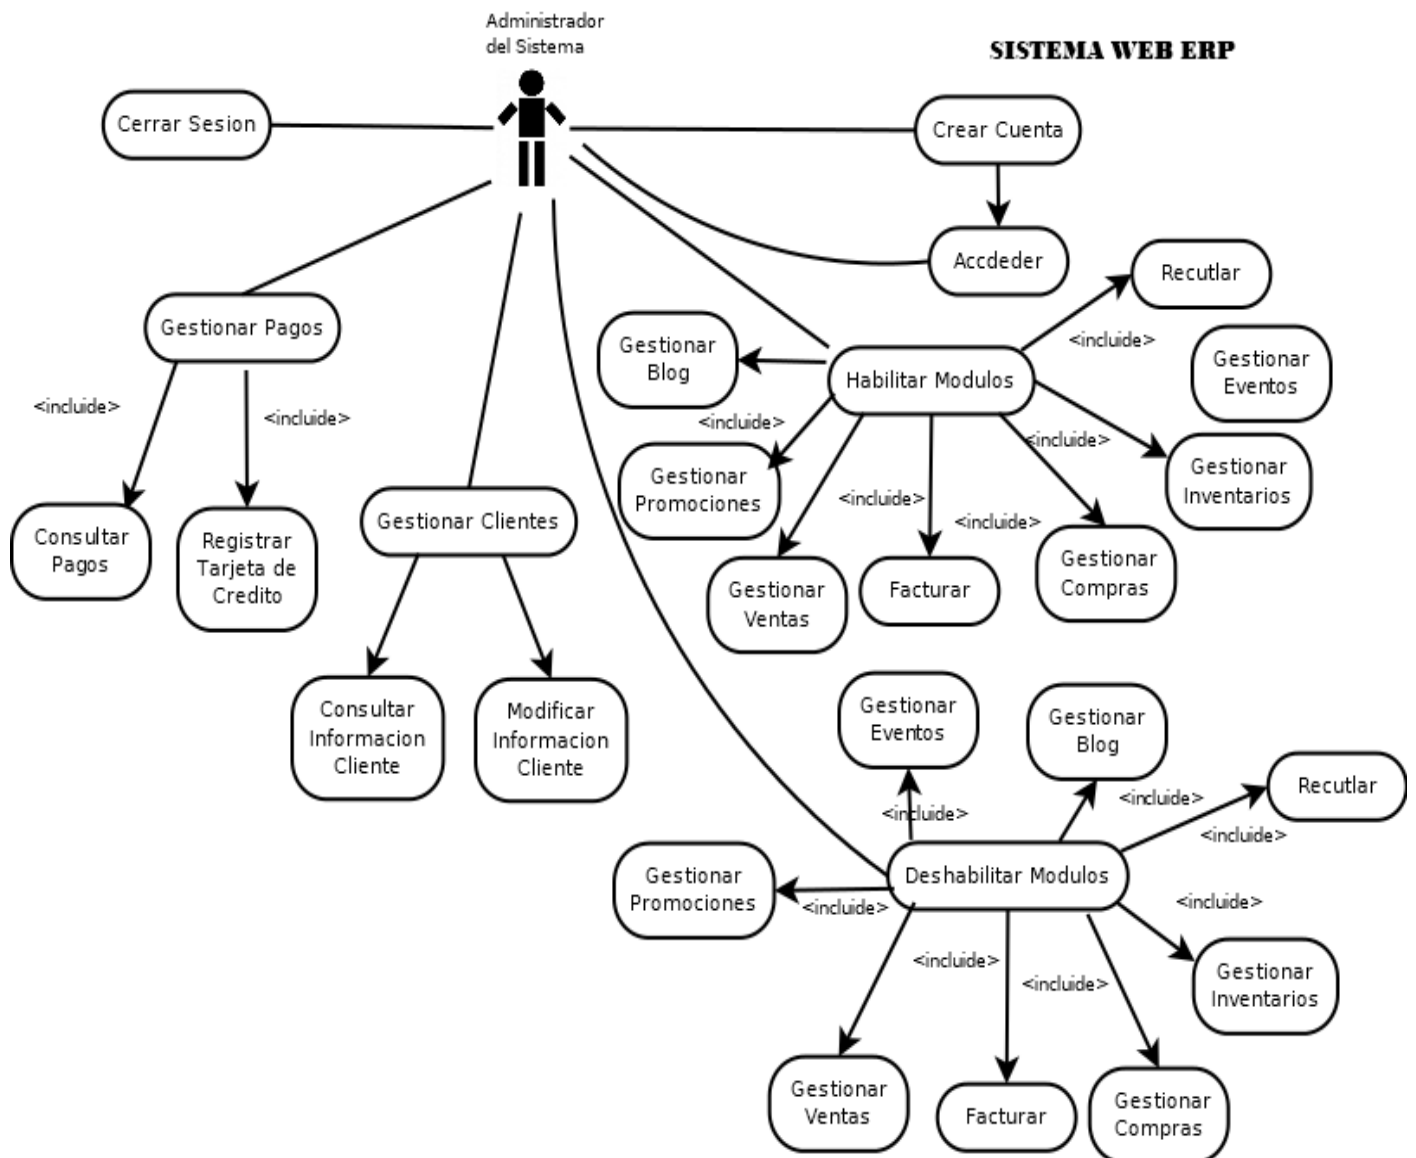 Administrador
del Sistema
SISTEMA WEB ERP
Cerrar Sesion
Crear Cuenta
Accdeder
Recutlar
Gestionar Pagos
Gestionar
Blog
<incluide>
Habilitar Modulos
Gestionar
Eventos
<incluide>
<incluide>
<incluide>
<incluide>
Gestionar
Promociones
Gestionar
Inventarios
<incluide>
<incluide>
Gestionar Clientes
Consultar
Pagos
Registrar
Tarjeta de
Credito
Gestionar
Ventas
Facturar
Gestionar
Compras
Consultar
Informacion
Cliente
Modificar
Informacion
Cliente
Gestionar
Eventos
Gestionar
Blog
Recutlar
<incluide>
<incluide>
<incluide>
Gestionar
Promociones
Deshabilitar Modulos
<incluide>
<incluide>
<incluide>
<incluide>
Gestionar
Inventarios
Gestionar
Ventas
Facturar
Gestionar
Compras